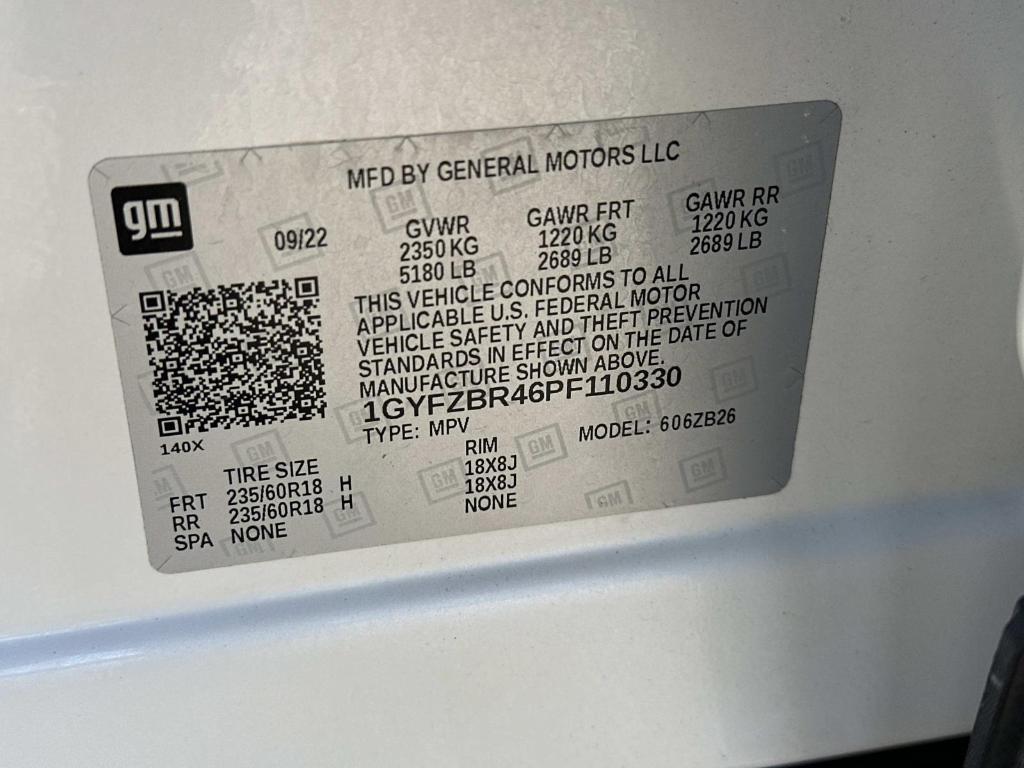 MFD BY GENERAL MOTORS LLC
gm
09/22
GVWR
2350 KG
5180 LB
GAWR FRT
1220 KG
2689 LB
GAWR RR
1220 KG
2689 LB
THIS VEHICLE CONFORMS TO ALL
APPLICABLE U.S. FEDERAL MOTOR
VEHICLE SAFETY AND THEFT PREVENTION
STANDARDS IN EFFECT ON THE DATE OF
MANUFACTURE SHOWN ABOVE.
1GYFZBR46PF110330
140X
TYPE: MPV
MODEL: 606ZB26
TIRE SIZE
RIM
FRT 235/60R18 H 18X8J
RR 235/60R18 H 18X8J
SPA NONE NONE